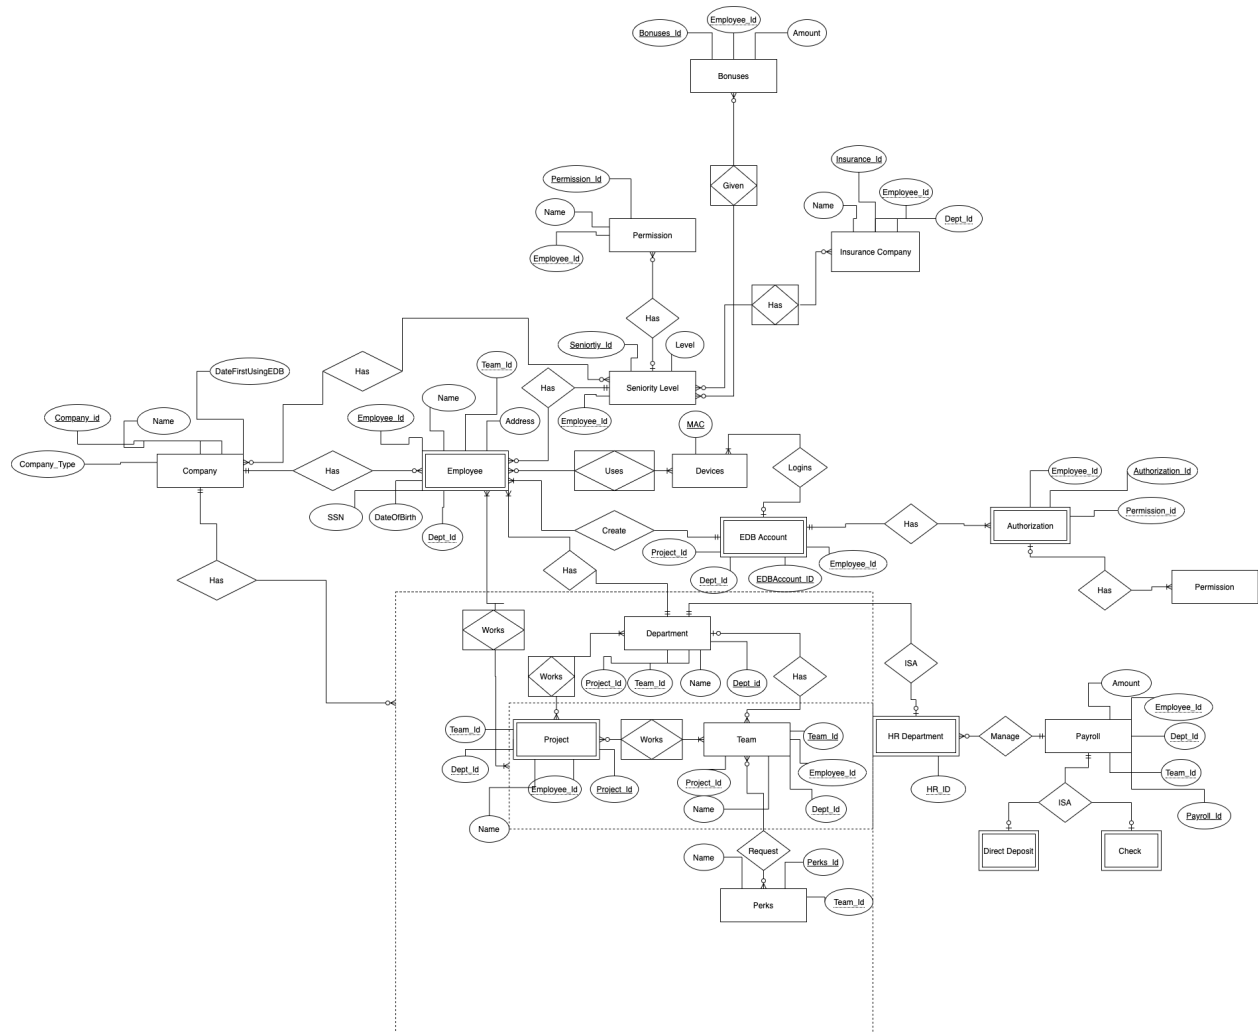 Employee_Id
Bonuses_Id
Amount
Bonuses
Insurance_Id
Permission_Id
Given
Employee_Id
Name
Name
Dept_Id
Permission
Employee_Id
Insurance Company
Has
Has
Seniortiy_Id
Level
DateFirstUsingEDB
Has
Team_Id
Has
Seniority Level
Name
Company_id
Name
Employee_Id
Address
Employee_Id
MAC
Company_Type
Company
Has
Employee
Uses
Devices
Logins
Employee_Id
Authorization_Id
SSN
DateOfBirth
Permission_id
Dept_Id
Create
EDB Account
Has
Authorization
Project_Id
Employee_Id
Has
Has
Dept_Id
EDBAccount_ID
Has
Permission
Works
Department
ISA
Works
Project_Id
Team_Id
Name
Dept_id
Has
Amount
Employee_Id
Team_Id
Project
Works
Team
Team_Id
HR Department
Manage
Payroll
Dept_Id
Dept_Id
Employee_Id
Project_Id
Project_Id
Employee_Id
Team_Id
HR_ID
Name
Dept_Id
Payroll_Id
Name
ISA
Request
Direct Deposit
Check
Name
Perks_Id
Perks
Team_Id